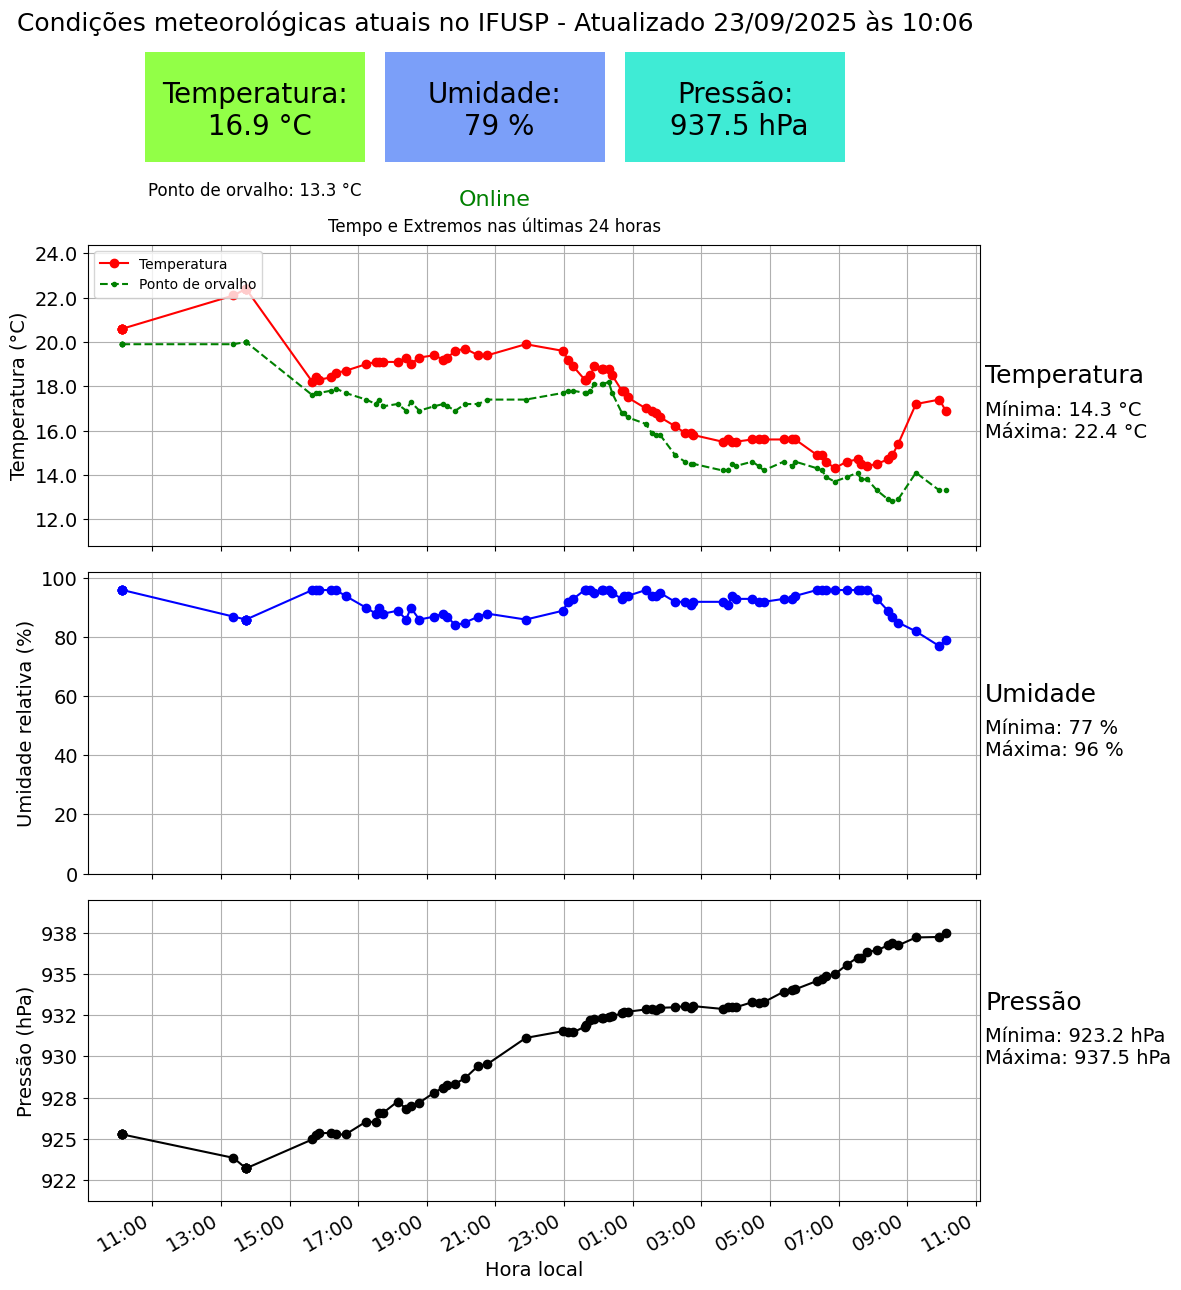 Condições meteorológicas atuais no IFUSP - Atualizado 23/09/2025 às 10:06
Temperatura:
16.9 °C
Umidade:
79 %
Pressão:
937.5 hPa
Ponto de orvalho: 13.3 °C
Online
Tempo e Extremos nas últimas 24 horas
Temperatura (°C)
24.0
22.0
20.0
18.0
16.0
14.0
12.0
Temperatura
Ponto de orvalho
Temperatura
Mínima: 14.3 °C
Máxima: 22.4 °C
Umidade relativa (%)
100
80
60
40
20
0
Umidade
Mínima: 77 %
Máxima: 96 %
Pressão (hPa)
938
935
932
930
928
925
922
Pressão
Mínima: 923.2 hPa
Máxima: 937.5 hPa
11:00
13:00
15:00
17:00
19:00
21:00
23:00
01:00
03:00
05:00
07:00
09:00
11:00
Hora local